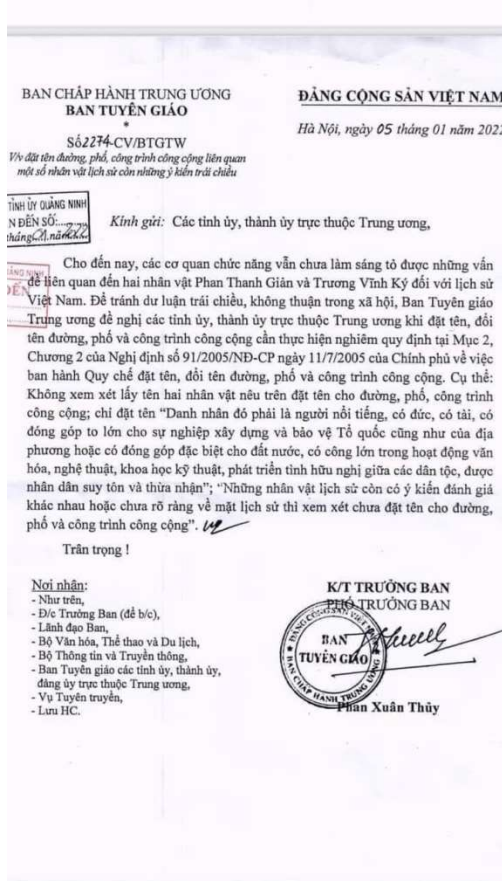 BAN CHẤP HÀNH TRUNG ƯƠNG
BAN TUYÊN GIÁO
*
Số 2274-CV/BTGTW
V/v đặt tên đường, phố, công trình công cộng liên quan
một số nhân vật lịch sử còn những ý kiến trái chiều
ĐẢNG CỘNG SẢN VIỆT NAM
Hà Nội, ngày 05 tháng 01 năm 2022
TỈNH ỦY QUẢNG NINH
N ĐẾN SỐ:
Kính gửi: Các tỉnh ủy, thành ủy trực thuộc Trung ương,
Cho đến nay, các cơ quan chức năng vẫn chưa làm sáng tỏ được những vấn
đề liên quan đến hai nhân vật Phan Thanh Giản và Trương Vĩnh Ký đối với lịch sử
Việt Nam. Để tránh dư luận trái chiều, không thuận trong xã hội, Ban Tuyên giáo
Trung ương đề nghị các tỉnh ủy, thành ủy trực thuộc Trung ương khi đặt tên, đổi
tên đường, phố và công trình công cộng cần thực hiện nghiêm quy định tại Mục 2,
Chương 2 của Nghị định số 91/2005/NĐ-CP ngày 11/7/2005 của Chính phủ về việc
ban hành Quy chế đặt tên, đổi tên đường, phố và công trình công cộng. Cụ thể:
Không xem xét lấy tên hai nhân vật nêu trên đặt tên cho đường, phố, công trình
công cộng; chỉ đặt tên “Danh nhân đó phải là người nổi tiếng, có đức, có tài, có
đóng góp to lớn cho sự nghiệp xây dựng và bảo vệ Tổ quốc cũng như của địa
phương hoặc có đóng góp đặc biệt cho đất nước, có công lớn trong hoạt động văn
hóa, nghệ thuật, khoa học kỹ thuật, phát triển tình hữu nghị giữa các dân tộc, được
nhân dân suy tôn và thừa nhận”; “Những nhân vật lịch sử còn có ý kiến đánh giá
khác nhau hoặc chưa rõ ràng về mặt lịch sử thì xem xét chưa đặt tên cho đường,
phố và công trình công cộng”.
Trân trọng !
Nơi nhận:
- Như trên,
- Đ/c Trưởng Ban (để b/c),
- Lãnh đạo Ban,
- Bộ Văn hóa, Thể thao và Du lịch,
- Bộ Thông tin và Truyền thông,
- Ban Tuyên giáo các tỉnh ủy, thành ủy,
đảng ủy trực thuộc Trung ương,
- Vụ Tuyên truyền,
- Lưu HC.
K/T TRƯỞNG BAN
PHÓ TRƯỞNG BAN
BAN
TUYÊN GIÁO
Phan Xuân Thủy